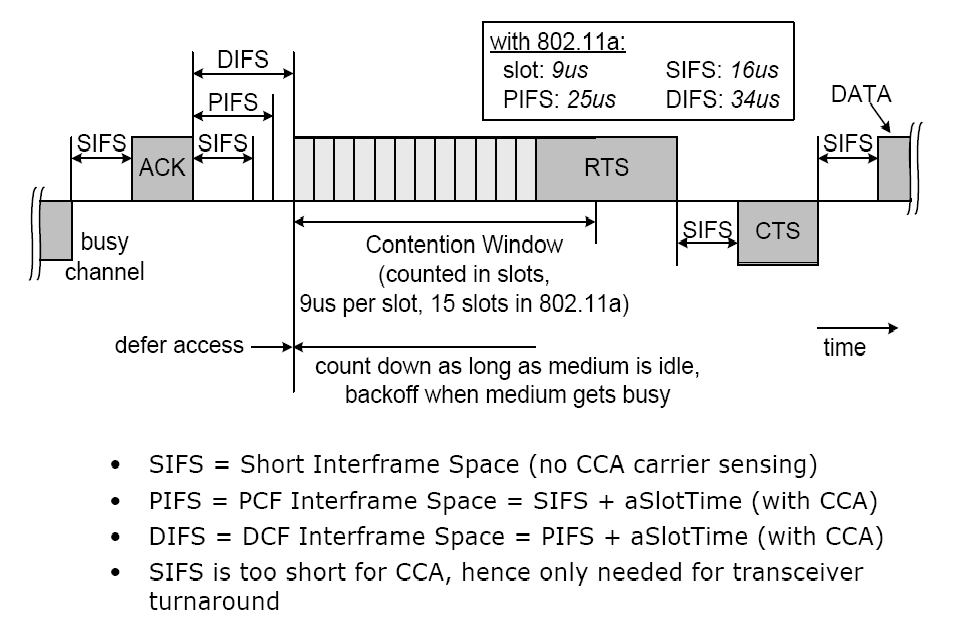 with 802.11a:
slot: 9us SIFS: 16us
PIFS: 25us DIFS: 34us
DIFS
PIFS
SIFS
ACK
SIFS
RTS
SIFS
DATA
busy
channel
Contention Window
(counted in slots,
9us per slot, 15 slots in 802.11a)
SIFS
CTS
defer access
count down as long as medium is idle,
backoff when medium gets busy
time
• SIFS = Short Interframe Space (no CCA carrier sensing)
• PIFS = PCF Interframe Space = SIFS + aSlotTime (with CCA)
• DIFS = DCF Interframe Space = PIFS + aSlotTime (with CCA)
• SIFS is too short for CCA, hence only needed for transceiver
turnaround